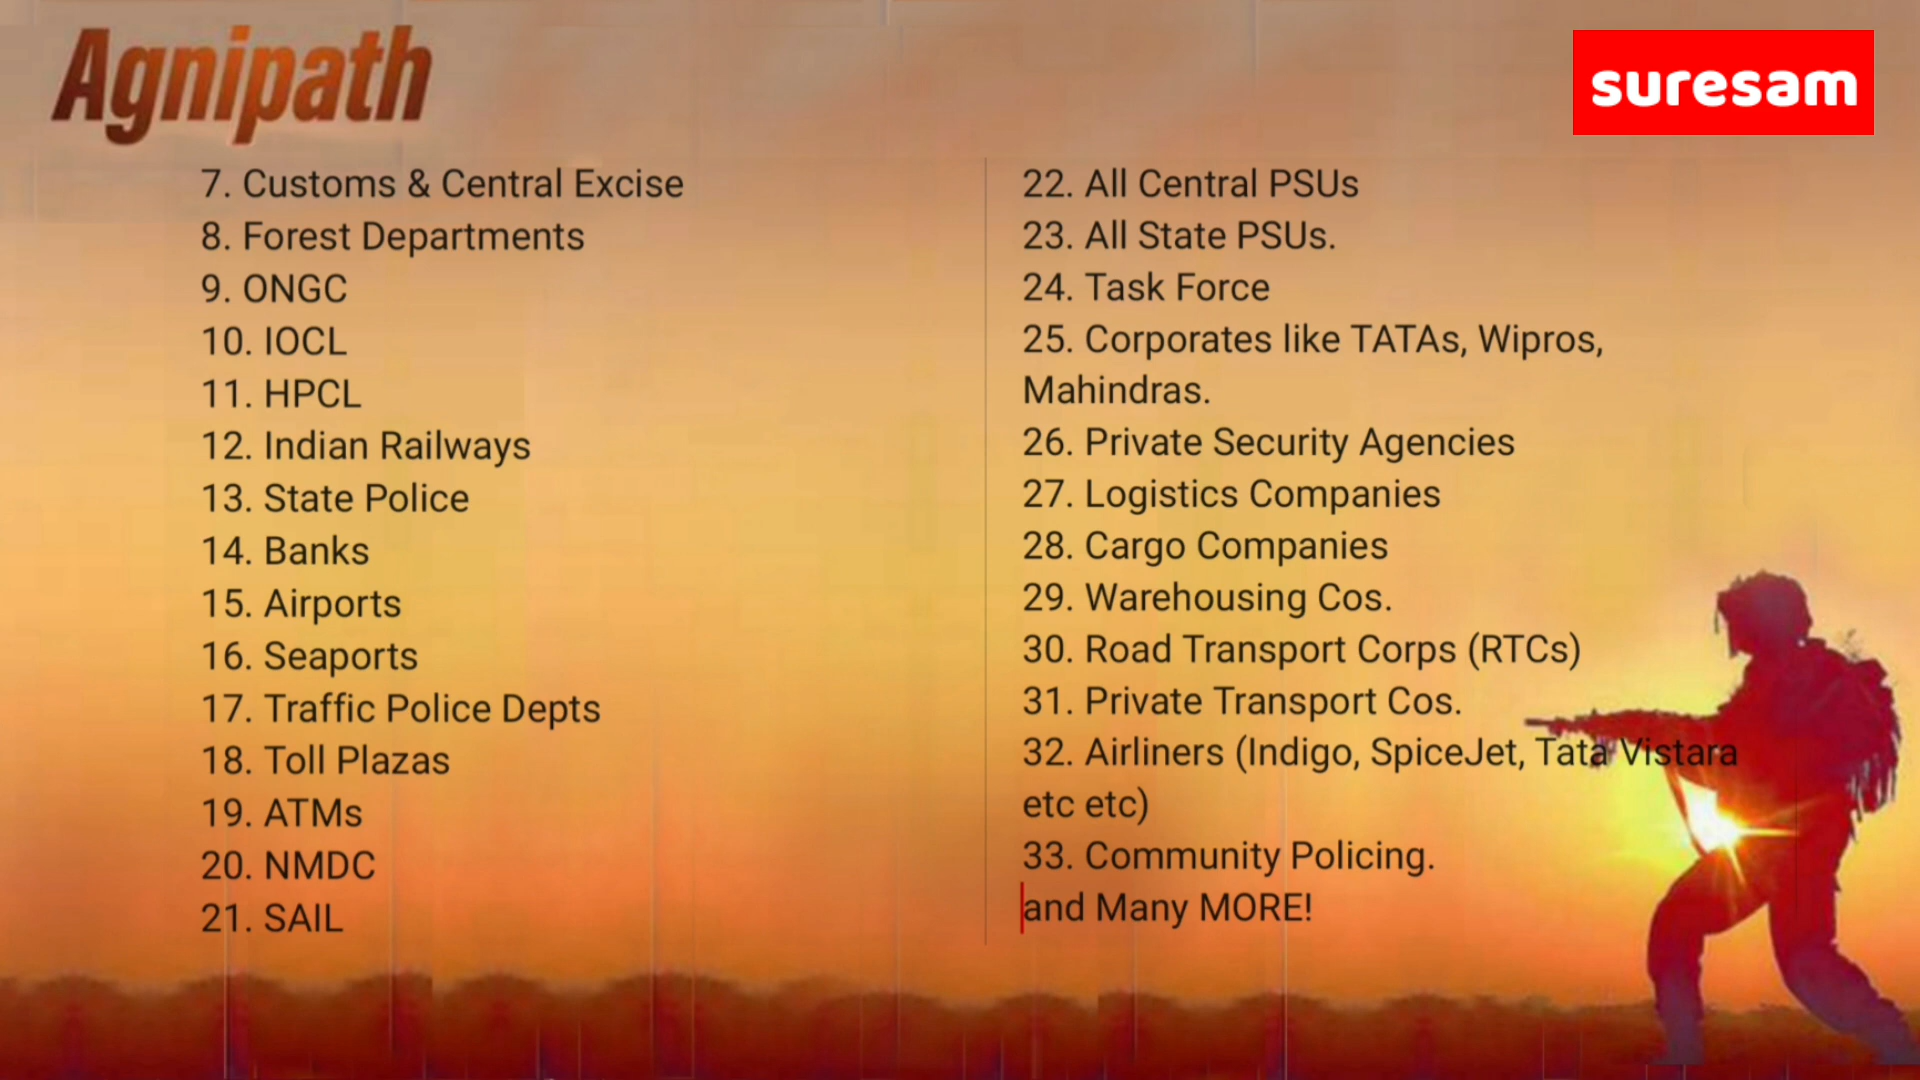 Agnipath
suresam
7. Customs & Central Excise
8. Forest Departments
9. ONGC
10. IOCL
11. HPCL
12. Indian Railways
13. State Police
14. Banks
15. Airports
16. Seaports
17. Traffic Police Depts
18. Toll Plazas
19. ATMs
20. NMDC
21. SAIL
22. All Central PSUs
23. All State PSUs.
24. Task Force
25. Corporates like TATAs, Wipros,
Mahindras.
26. Private Security Agencies
27. Logistics Companies
28. Cargo Companies
29. Warehousing Cos.
30. Road Transport Corps (RTCs)
31. Private Transport Cos.
32. Airliners (Indigo, SpiceJet, Tata Vistara
etc etc)
33. Community Policing.
and Many MORE!